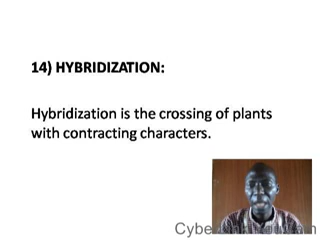 14) HYBRIDIZATION:
Hybridization is the crossing of plants
with contracting characters.